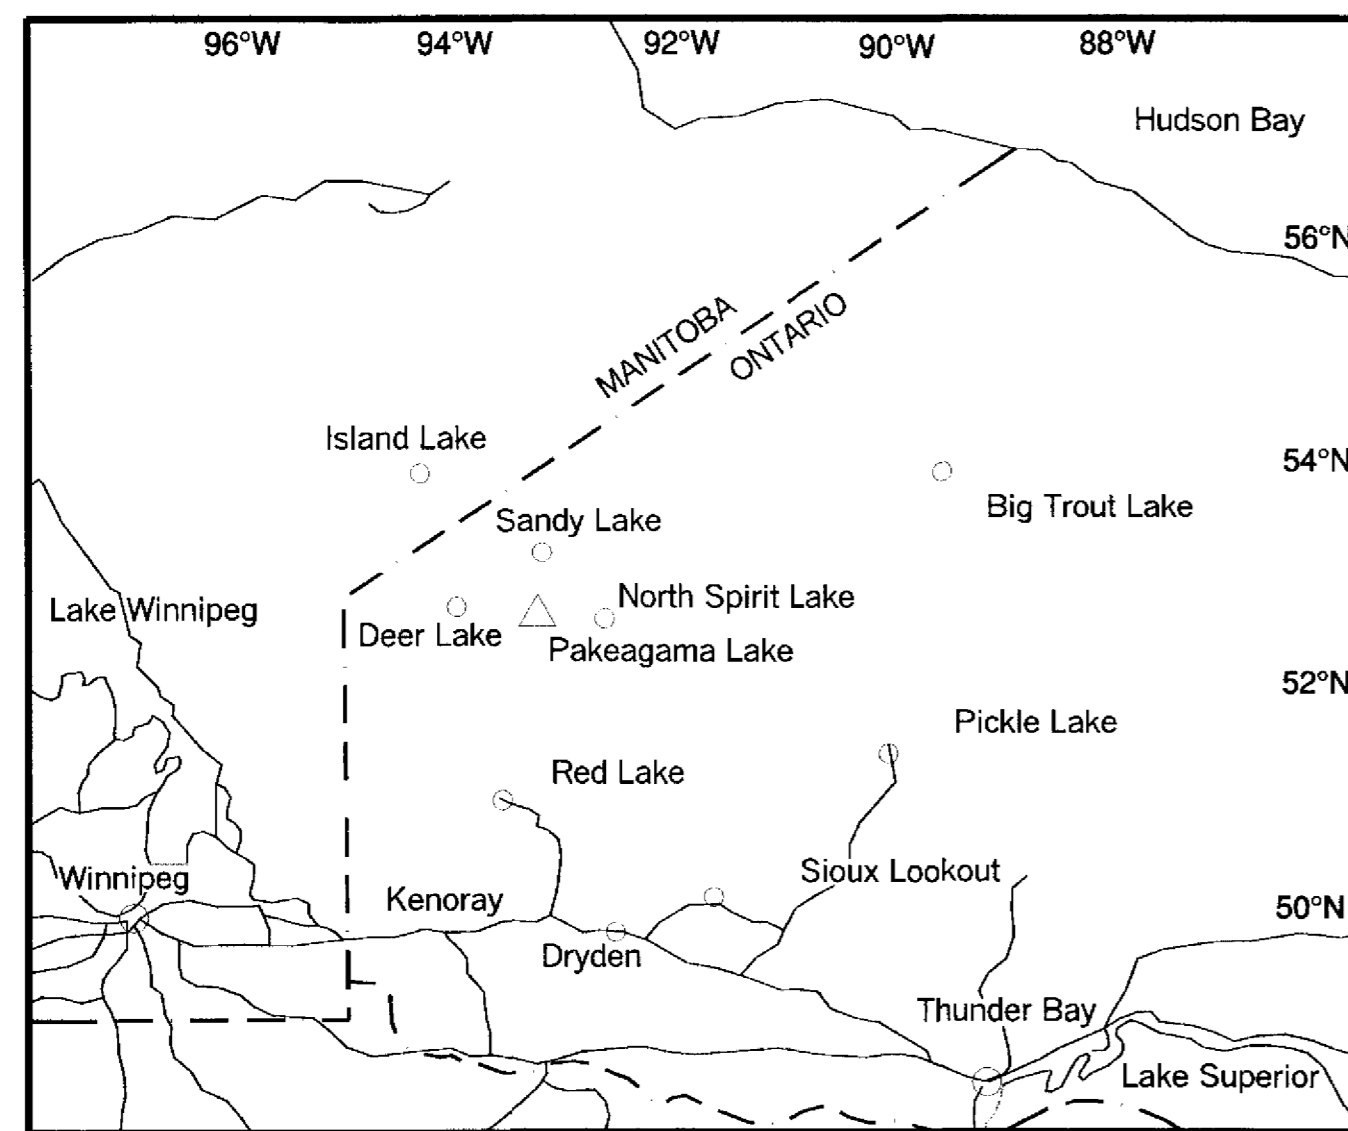 96°W 94°W 92°W 90°W 88°W
Hudson Bay
56°N
MANITOBA
ONTARIO
Island Lake
54°N
Big Trout Lake
Sandy Lake
North Spirit Lake
Lake Winnipeg
Deer Lake
Pakeagama Lake
52°N
Pickle Lake
Red Lake
Sioux Lookout
Winnipeg
Kenoray
50°N
Dryden
Thunder Bay
Lake Superior